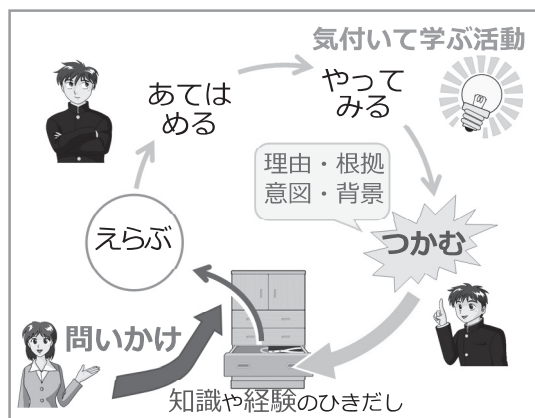 気付いて学ぶ活動
あては
める
やって
みる
理由・根拠
意図・背景
つかむ
えらぶ
問いかけ
知識や経験のひきだし